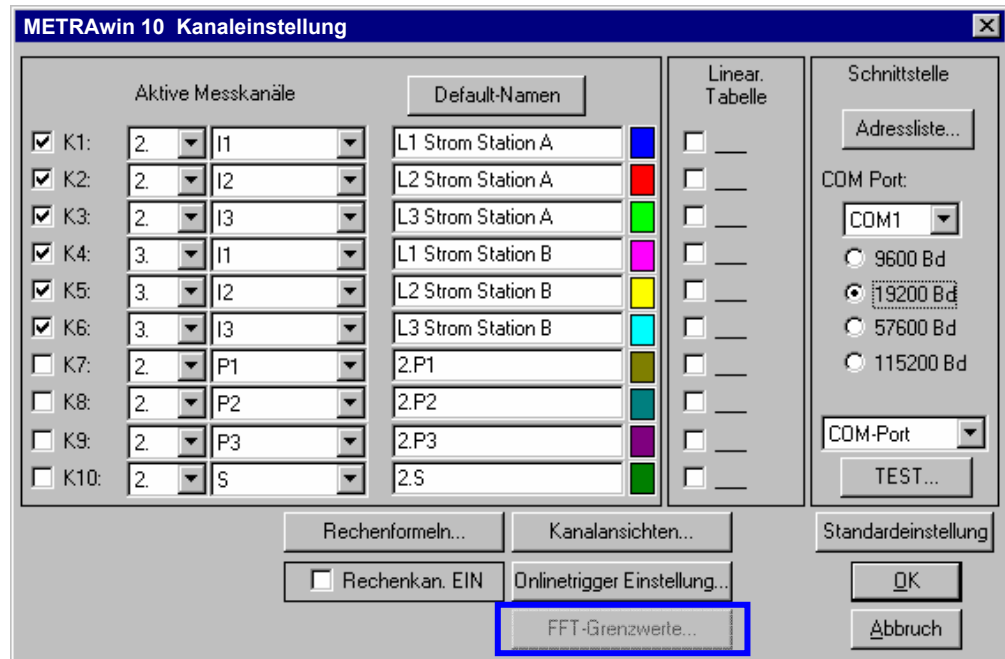 METRAwin 10 Kanaleinstellung
Aktive Messkanäle
Default-Namen
Linear.
Tabelle
Schnittstelle
K1: 2. I1 L1 Strom Station A
K2: 2. I2 L2 Strom Station A
K3: 2. I3 L3 Strom Station A
K4: 3. I1 L1 Strom Station B
K5: 3. I2 L2 Strom Station B
K6: 3. I3 L3 Strom Station B
K7: 2. P1 2.P1
K8: 2. P2 2.P2
K9: 2. P3 2.P3
K10: 2. S 2.S
Adressliste...
COM Port:
COM1
9600 Bd
19200 Bd
57600 Bd
115200 Bd
COM-Port
TEST...
Rechenformeln...
Kanalansichten...
Standardeinstellung
Rechenkan. EIN
Onlinetrigger Einstellung...
OK
FFT-Grenzwerte...
Abbruch